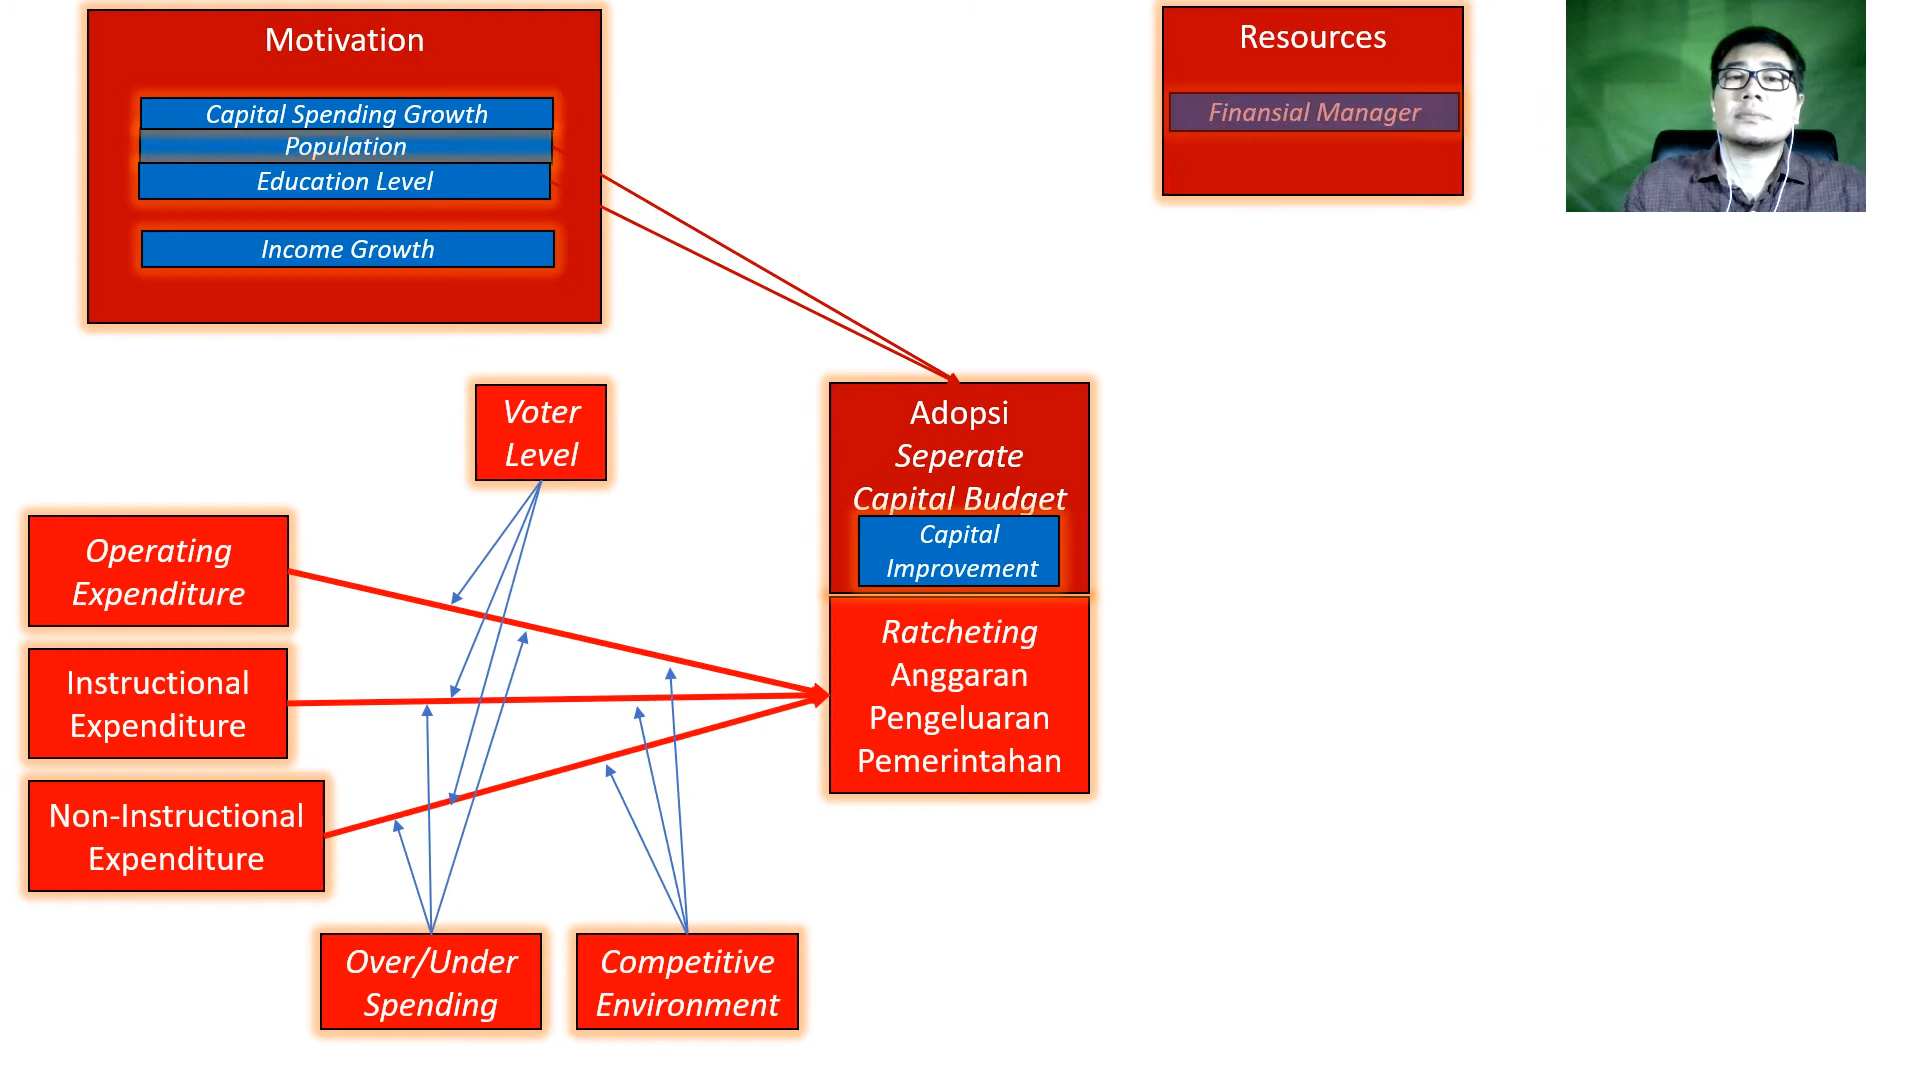 Motivation
Capital Spending Growth
Population
Education Level
Income Growth
Resources
Finansial Manager
Voter
Level
Adopsi
Seperate
Capital Budget
Capital
Improvement
Operating
Expenditure
Instructional
Expenditure
Non-Instructional
Expenditure
Ratcheting
Anggaran
Pengeluaran
Pemerintahan
Over/Under
Spending
Competitive
Environment